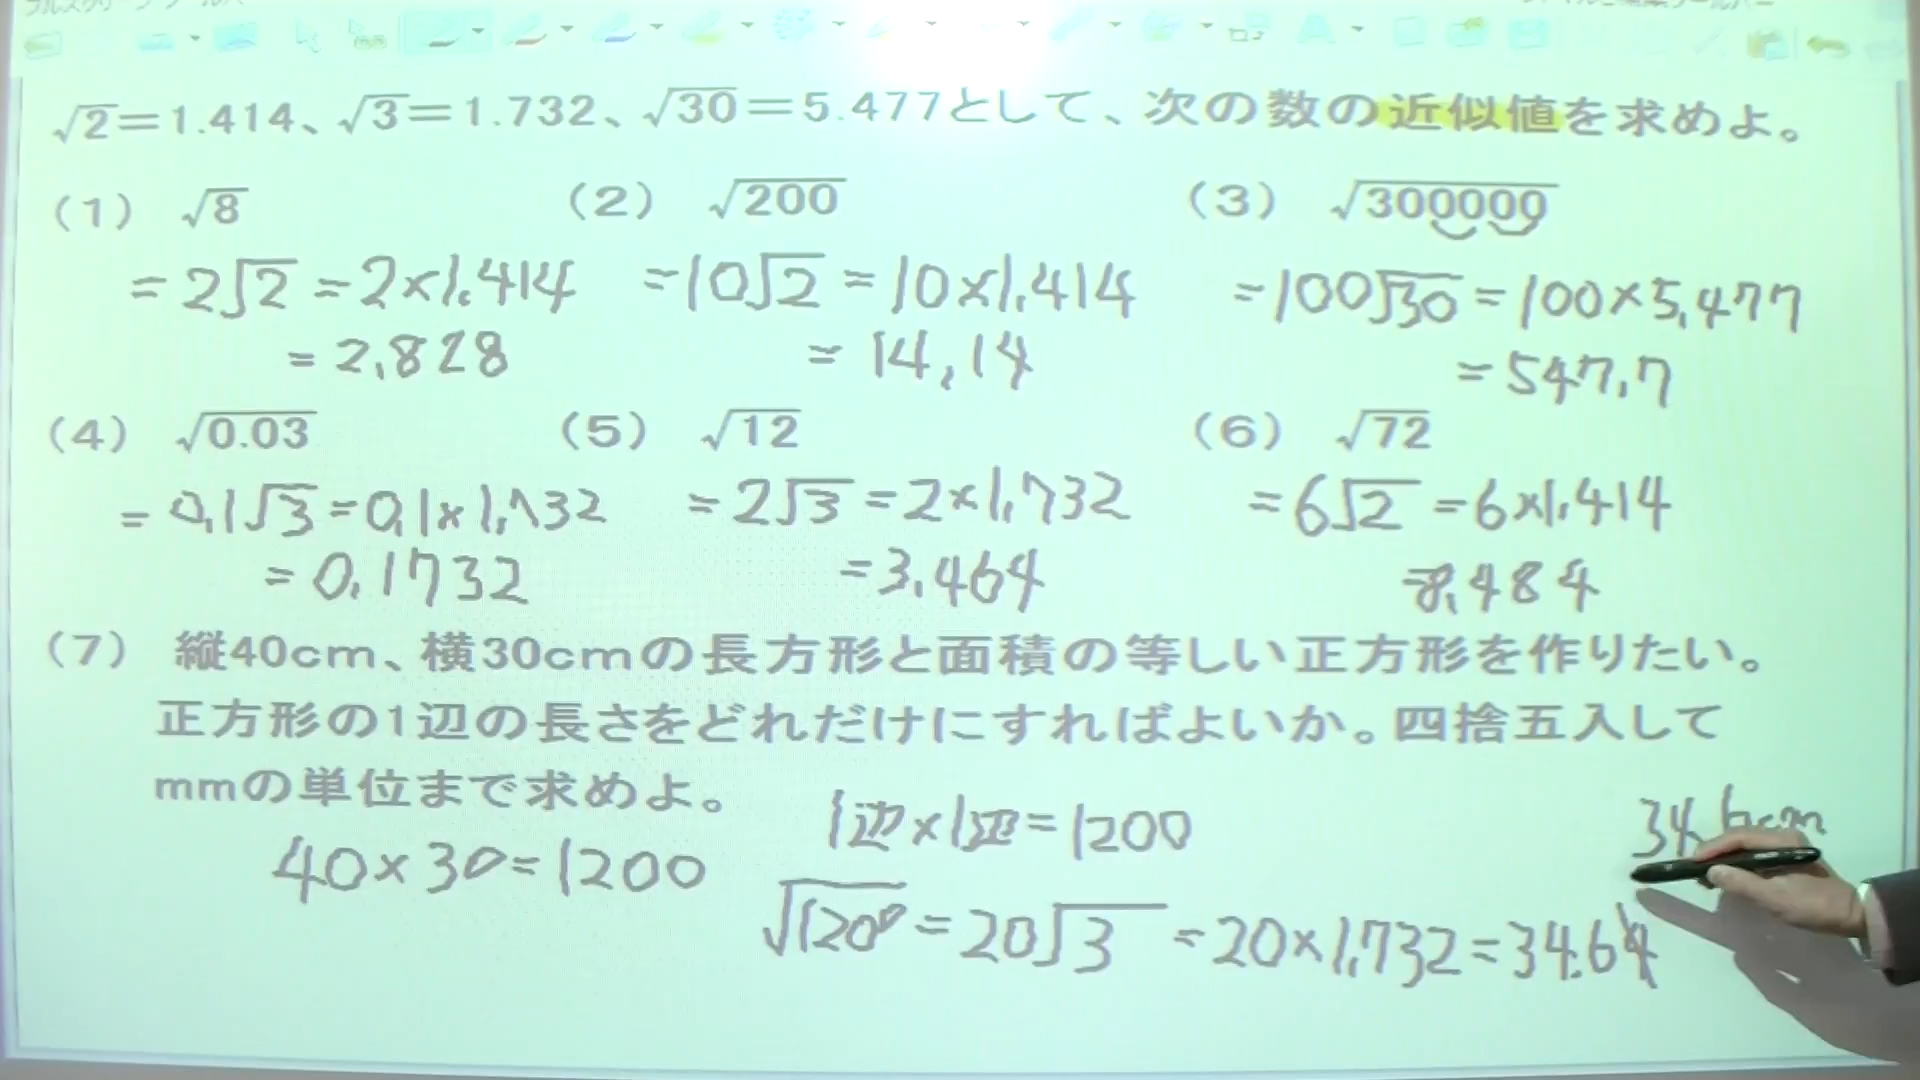 √2=1.414、√3=1.732、√30=5.477として、次の数の近似値を求めよ。
(1) √8 (2) √200 (3) √300000
=2√2=2×1.414 =10√2=10×1.414 =100√30=100×5.477
=2.828 =14.14 =547.7
(4) √0.03 (5) √12 (6) √72
=0.1√3=0.1×1.732 =2√3=2×1.732 =6√2=6×1.414
=0.1732 =3.464 =8.484
(7) 縦40cm、横30cmの長方形と面積の等しい正方形を作りたい。
正方形の1辺の長さをどれだけにすればよいか。四捨五入して
mmの単位まで求めよ。
40×30=1200
1辺×1辺=1200
√1200=20√3=20×1.732=34.64
34.6cm